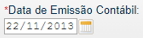 *Data de Emissão Contábil:
22/11/2013